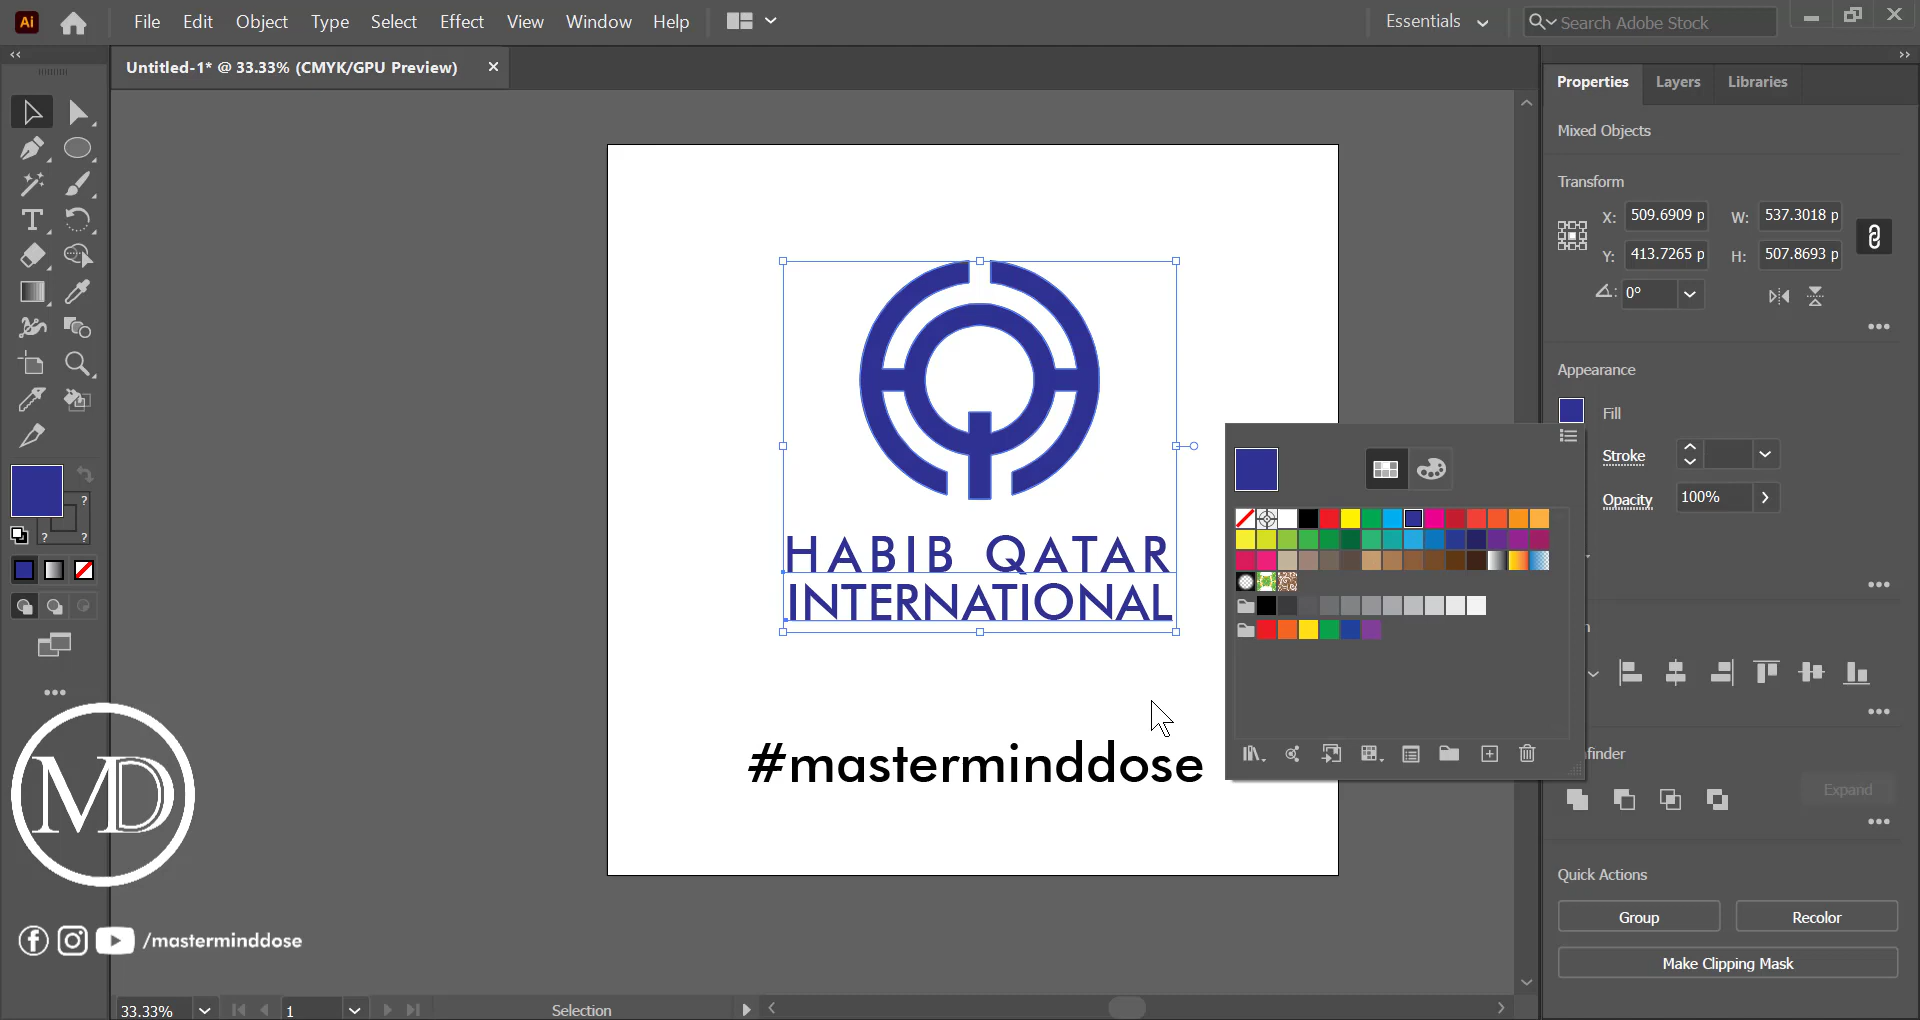 Ai File Edit Object Type Select Effect View Window Help Essentials Search Adobe Stock
Untitled-1* @ 33.33% (CMYK/GPU Preview)
Properties Layers Libraries
Mixed Objects
Transform
X: 509.6909 p W: 537.3018 p
Y: 413.7265 p H: 507.8693 p
0°
Appearance
Fill
Stroke
Opacity 100%
HABIB QATAR
INTERNATIONAL
#masterminddose
finder
Expand
Quick Actions
Group Recolor
Make Clipping Mask
MD
/masterminddose
33.33% 1 Selection